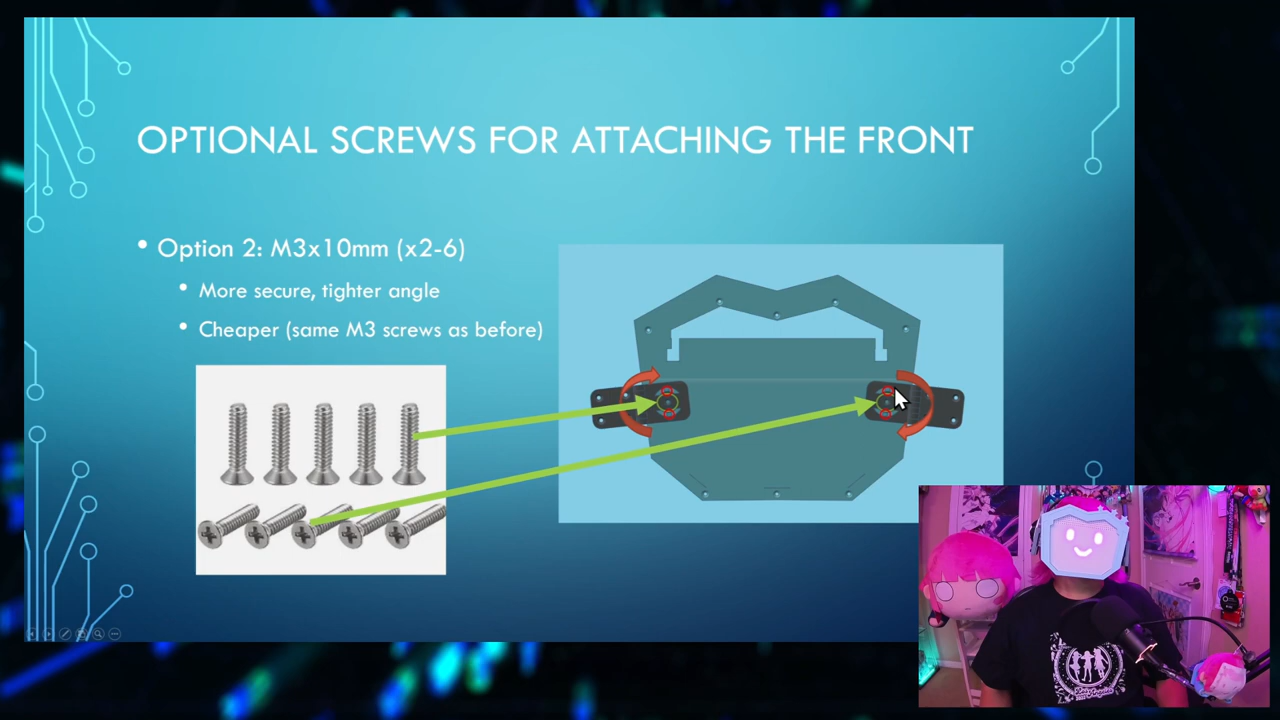 OPTIONAL SCREWS FOR ATTACHING THE FRONT
• Option 2: M3x10mm (x2-6)
• More secure, tighter angle
• Cheaper (same M3 screws as before)